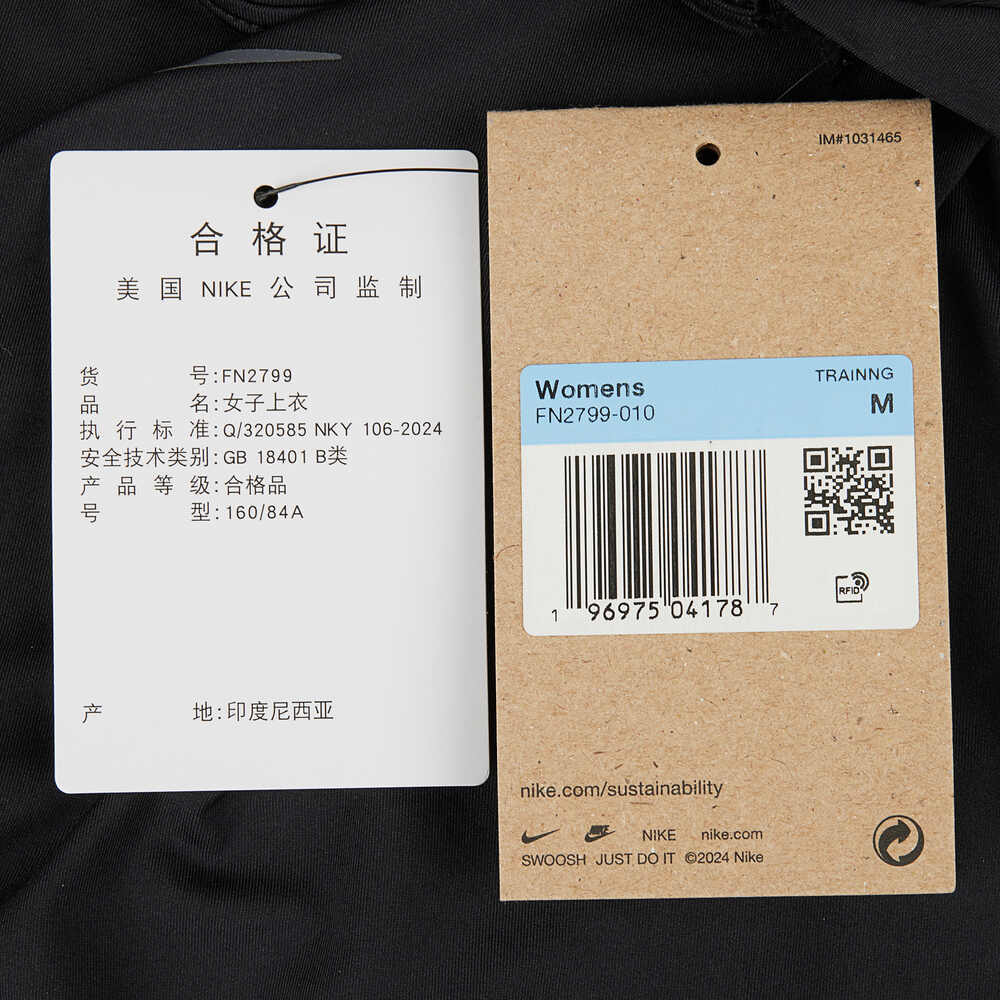 合格证
美国 NIKE 公司监制
货号:FN2799
品名:女子上衣
执行标准:Q/320585 NKY 106-2024
安全技术类别:GB 18401 B类
产品等级:合格品
号型:160/84A
产地:印度尼西亚
IM#1031465
Womens
TRAINNG
FN2799-010
M
RFID
1 96975 04178 7
nike.com/sustainability
NIKE nike.com
SWOOSH JUST DO IT ©2024 Nike